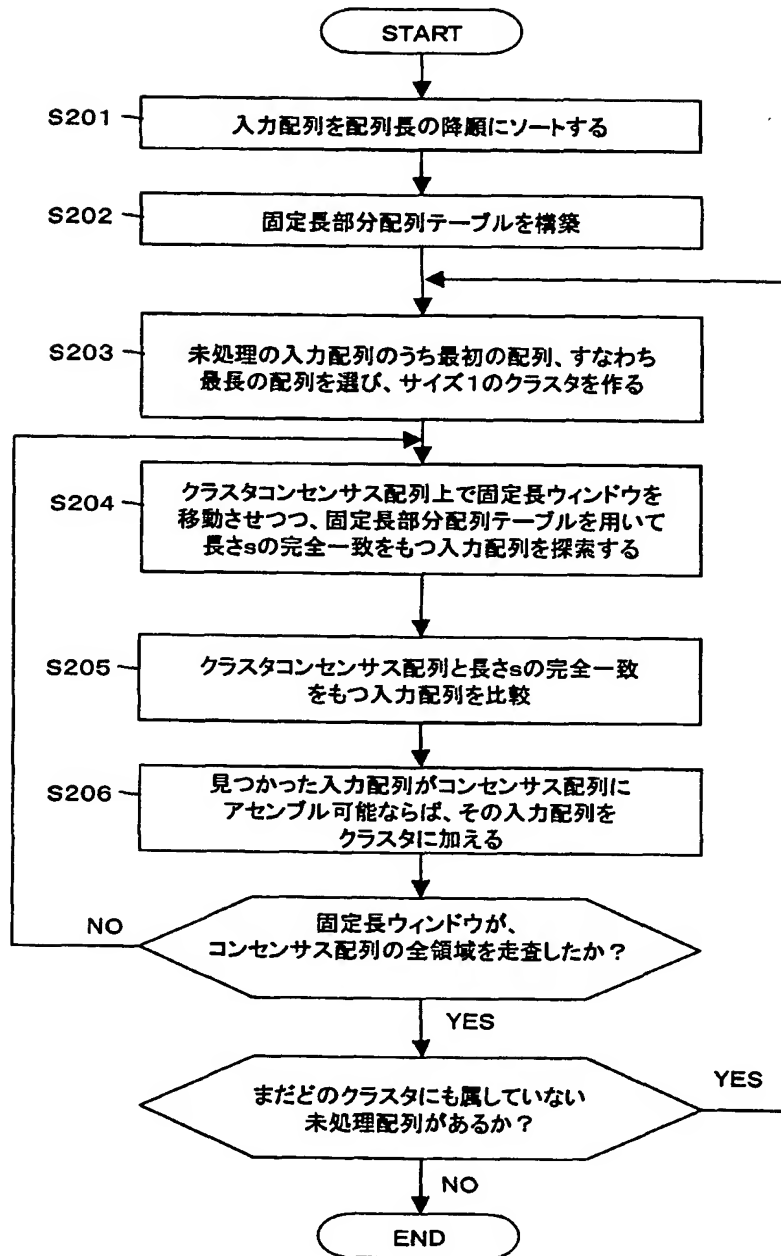 START
S201
入力配列を配列長の降順にソートする
S202
固定長部分配列テーブルを構築
S203
未処理の入力配列のうち最初の配列、すなわち
最長の配列を選び、サイズ1のクラスタを作る
S204
クラスタコンセンサス配列上で固定長ウィンドウを
移動させつつ、固定長部分配列テーブルを用いて
長さsの完全一致をもつ入力配列を探索する
S205
クラスタコンセンサス配列と長さsの完全一致
をもつ入力配列を比較
S206
見つかった入力配列がコンセンサス配列に
アセンブル可能ならば、その入力配列を
クラスタに加える
NO
固定長ウィンドウが、
コンセンサス配列の全領域を走査したか？
YES
まだどのクラスタにも属していない
未処理配列があるか？
YES
NO
END